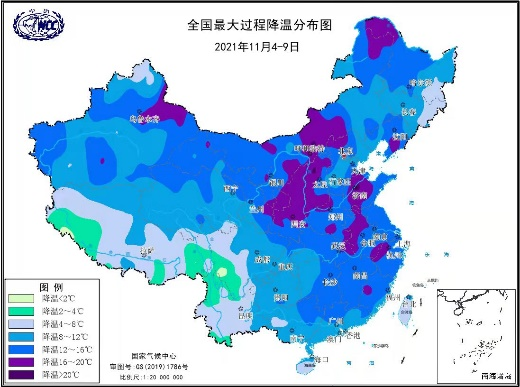 全国最大过程降温分布图
NCC
2021年11月4-9日
哈尔滨
长春
乌鲁木齐
沈阳
呼和浩特
北京
天津
银川
石家庄
太原
济南
西宁
兰州
郑州
西安
南京
合肥
上海
武汉
杭州
拉萨
成都
重庆
南昌
长沙
贵阳
福州
台北
昆明
广州
南宁
香港
澳门
海口
图 例
降温<2℃
降温2~4℃
降温4~8℃
降温8~12℃
降温12~16℃
降温16~20℃
降温>20℃
国家气候中心
审图号:GS (2019)1786号
比例尺:1:20 000 000
南海诸岛